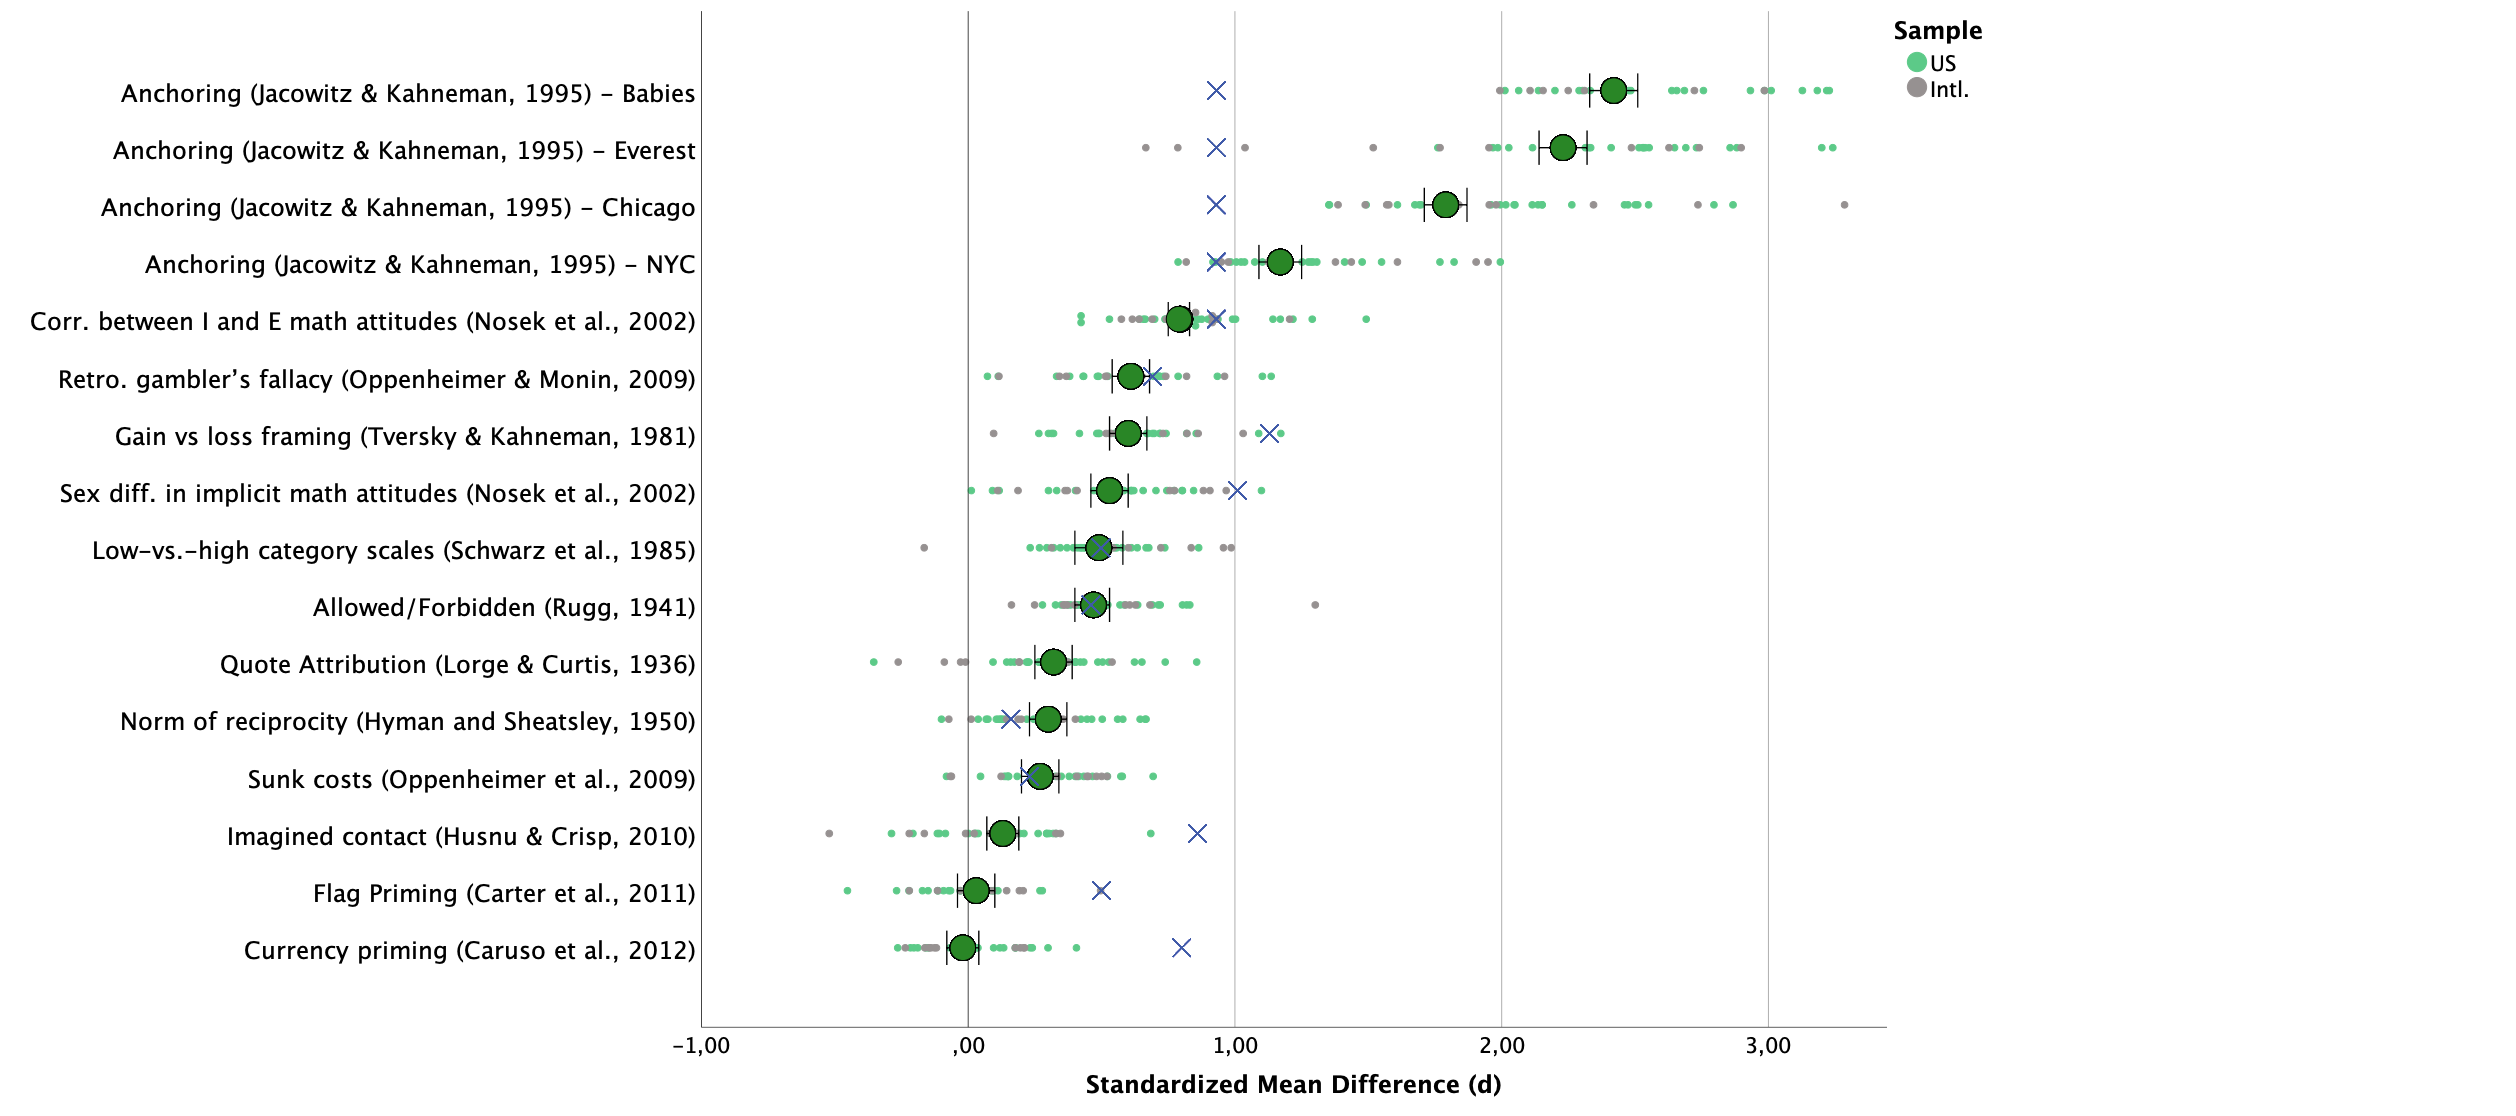 Sample
US
Intl.
Anchoring (Jacowitz & Kahneman, 1995) – Babies
Anchoring (Jacowitz & Kahneman, 1995) – Everest
Anchoring (Jacowitz & Kahneman, 1995) – Chicago
Anchoring (Jacowitz & Kahneman, 1995) – NYC
Corr. between I and E math attitudes (Nosek et al., 2002)
Retro. gambler’s fallacy (Oppenheimer & Monin, 2009)
Gain vs loss framing (Tversky & Kahneman, 1981)
Sex diff. in implicit math attitudes (Nosek et al., 2002)
Low–vs.–high category scales (Schwarz et al., 1985)
Allowed/Forbidden (Rugg, 1941)
Quote Attribution (Lorge & Curtis, 1936)
Norm of reciprocity (Hyman and Sheatsley, 1950)
Sunk costs (Oppenheimer et al., 2009)
Imagined contact (Husnu & Crisp, 2010)
Flag Priming (Carter et al., 2011)
Currency priming (Caruso et al., 2012)
–1,00 ,00 1,00 2,00 3,00
Standardized Mean Difference (d)